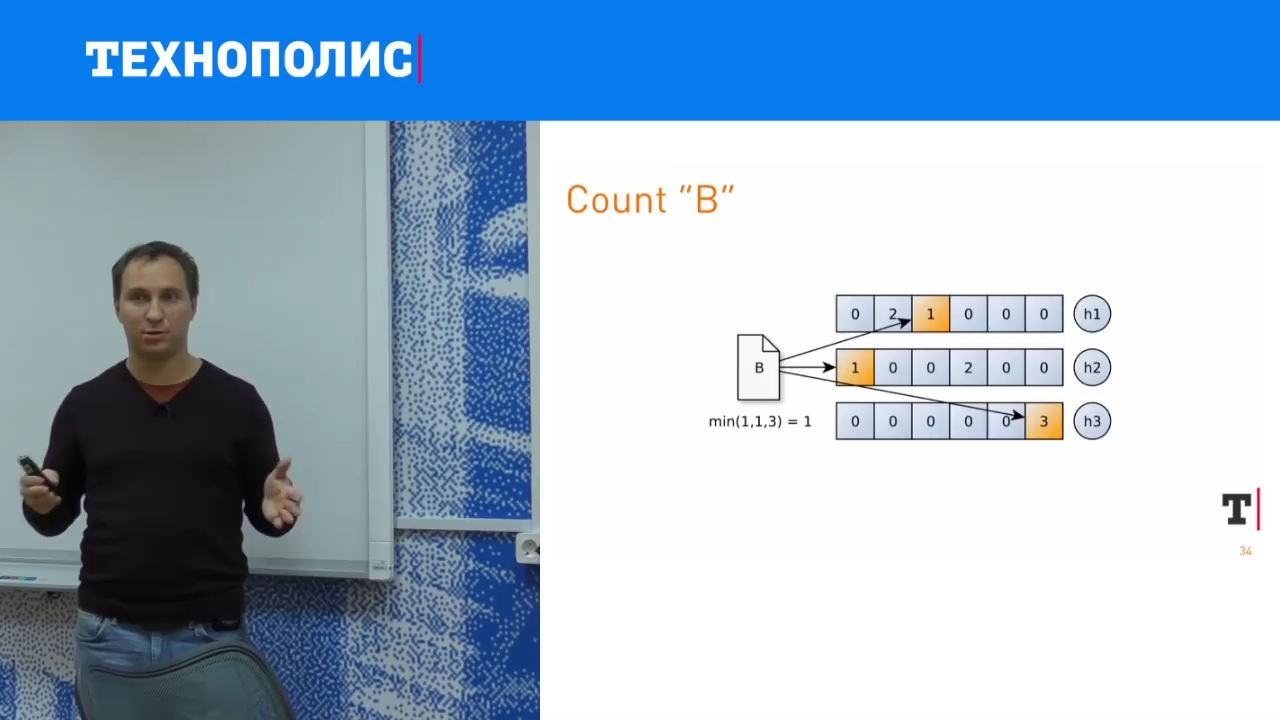 ТЕХНОПОЛИС
Count “B”
0 2 1 0 0 0 h1
B
1 0 0 2 0 0 h2
min(1,1,3) = 1
0 0 0 0 0 3 h3
T
34